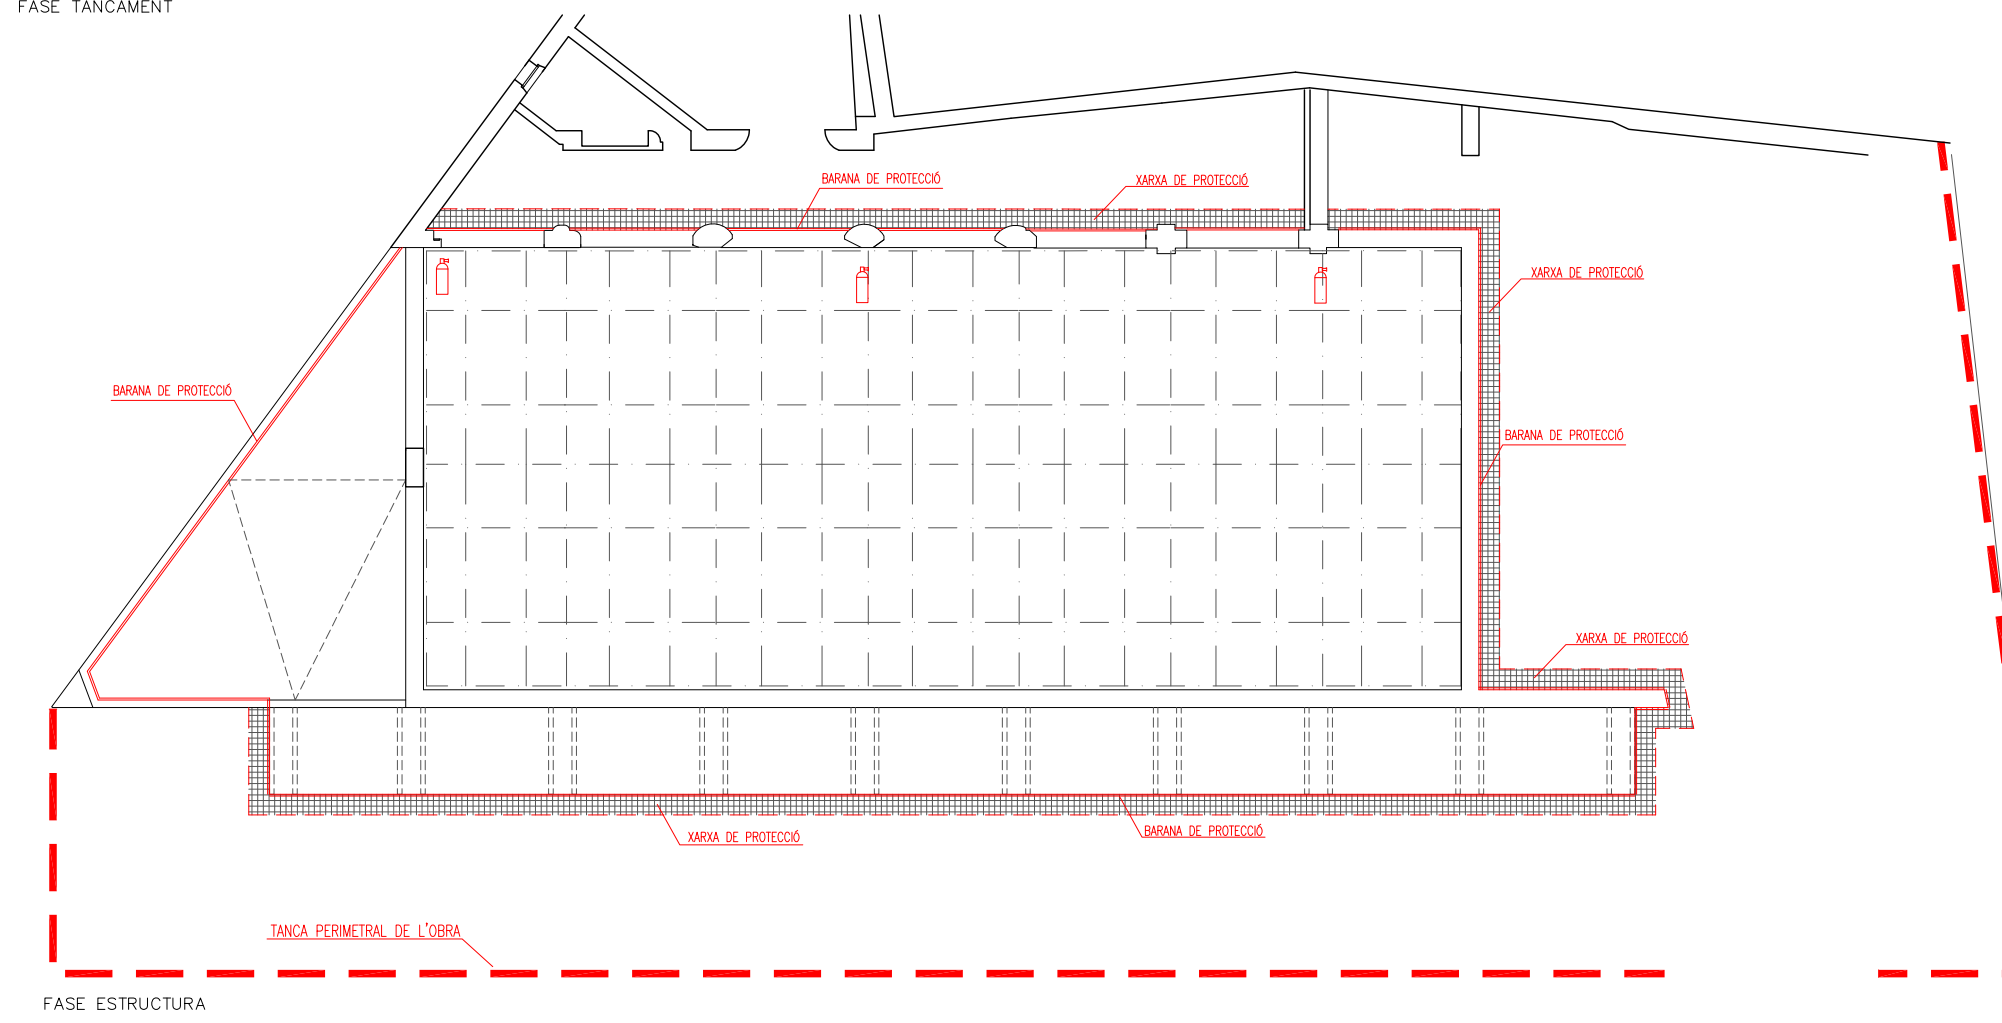 FASE TANCAMENT
BARANA DE PROTECCIÓ
XARXA DE PROTECCIÓ
XARXA DE PROTECCIÓ
BARANA DE PROTECCIÓ
BARANA DE PROTECCIÓ
XARXA DE PROTECCIÓ
XARXA DE PROTECCIÓ
BARANA DE PROTECCIÓ
TANCA PERIMETRAL DE L'OBRA
FASE ESTRUCTURA